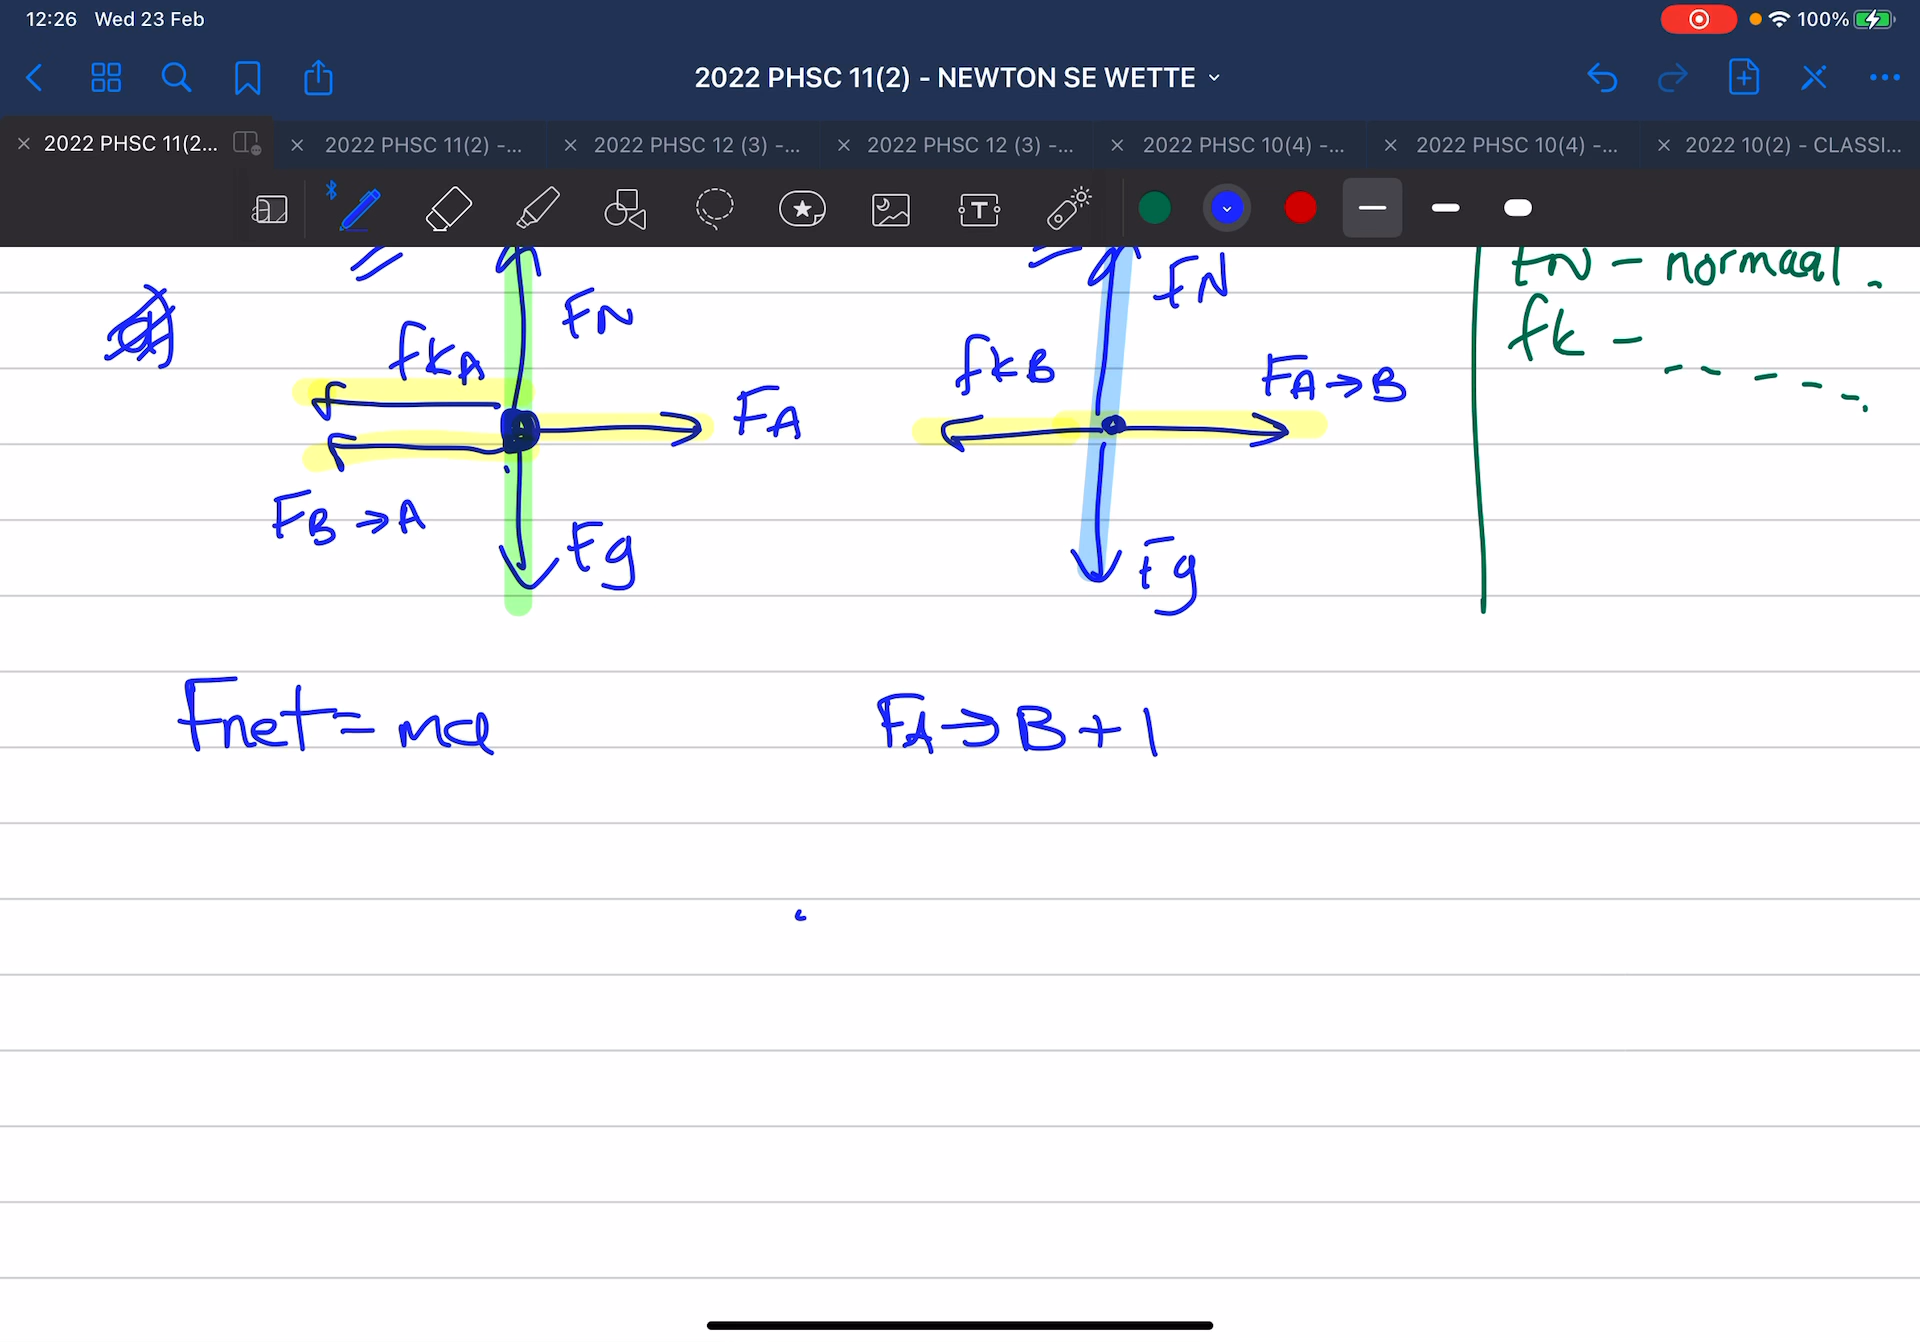 12:26 Wed 23 Feb
100%
2022 PHSC 11(2) - NEWTON SE WETTE
2022 PHSC 11(2...
2022 PHSC 11(2) -...
2022 PHSC 12 (3) -...
2022 PHSC 12 (3) -...
2022 PHSC 10(4) -...
2022 PHSC 10(4) -...
2022 10(2) - CLASSI...
T
FN
fkA
FA
FB → A
Fg
FN
fkB
FA → B
Fg
FN - normaal.
fk -
Fnet = ma
FA → B + 1